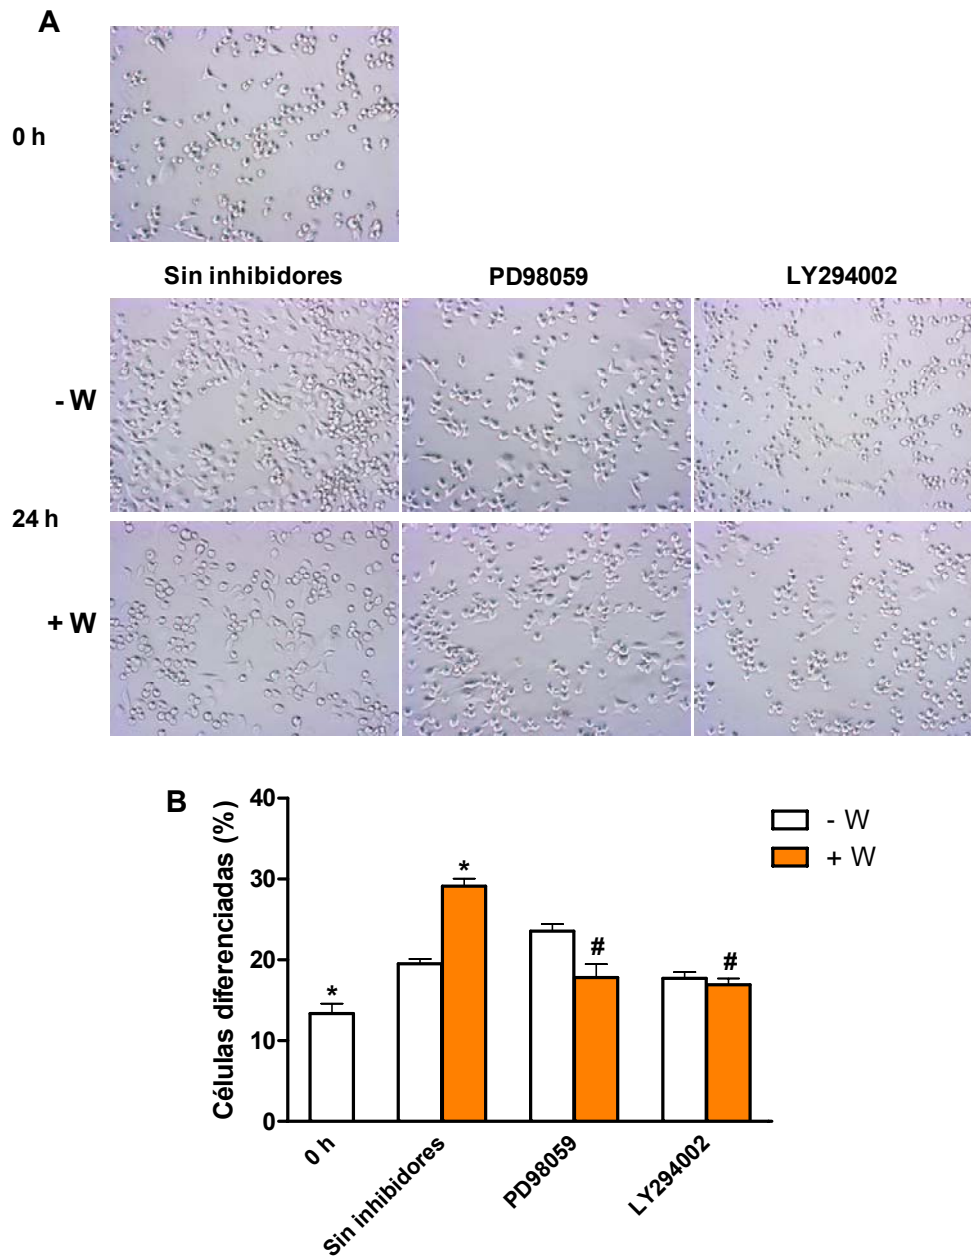 A
0 h
Sin inhibidores PD98059 LY294002
- W
24 h
+ W
B
Células diferenciadas (%)
40
30
20
10
0
* * # #
- W
+ W
0 h Sin inhibidores PD98059 LY294002